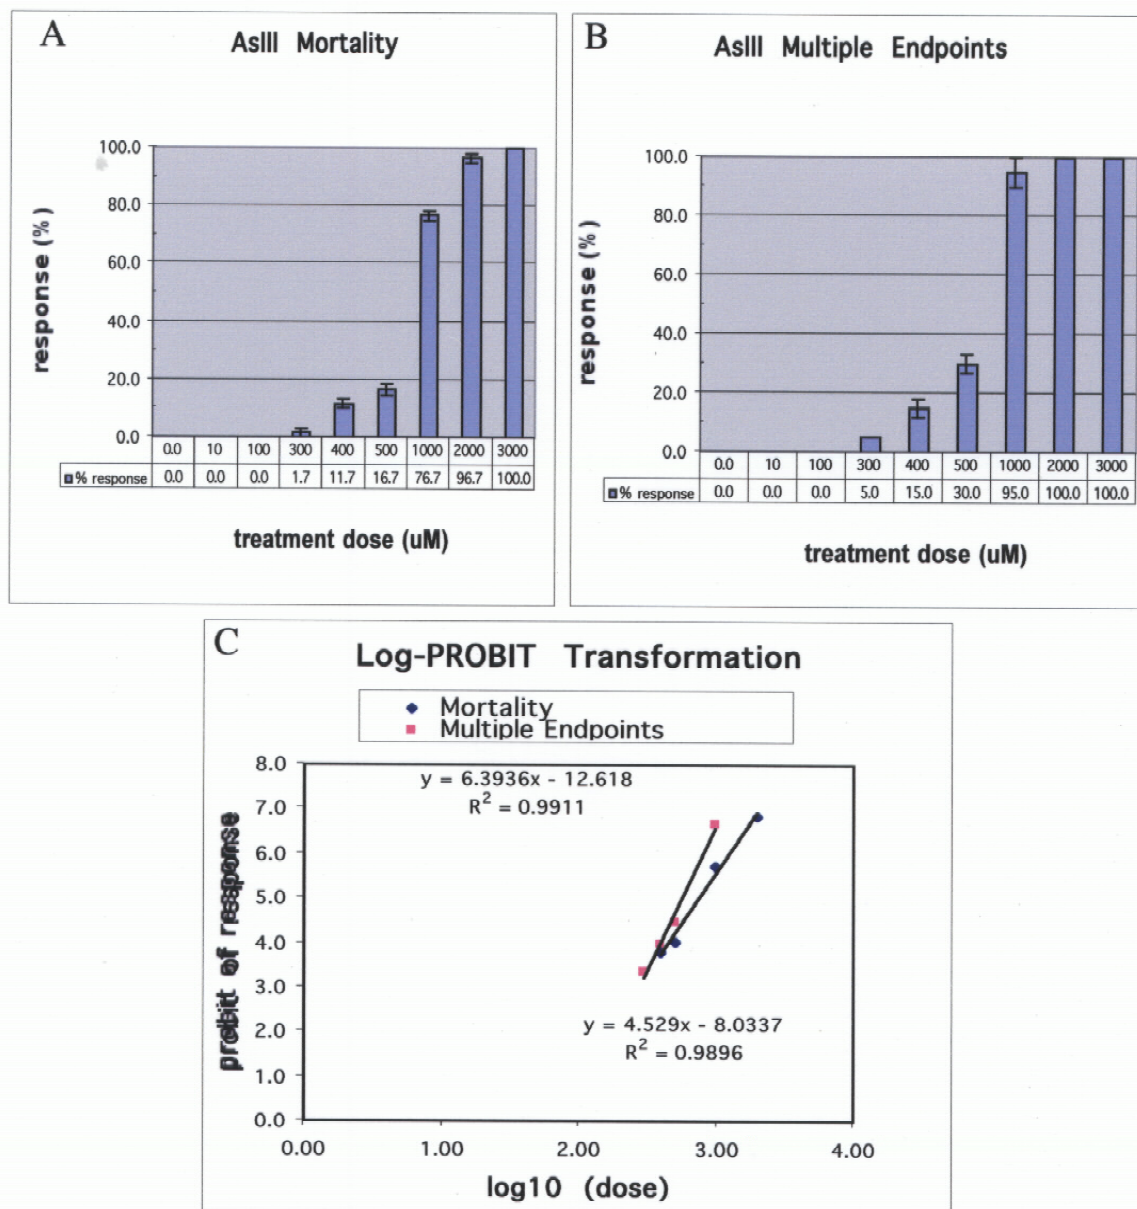 A
AsIII Mortality
response (%)
100.0
80.0
60.0
40.0
20.0
0.0
0.0 10 100 300 400 500 1000 2000 3000
% response 0.0 0.0 0.0 1.7 11.7 16.7 76.7 96.7 100.0
treatment dose (uM)
B
AsIII Multiple Endpoints
response (%)
100.0
80.0
60.0
40.0
20.0
0.0
0.0 10 100 300 400 500 1000 2000 3000
% response 0.0 0.0 0.0 5.0 15.0 30.0 95.0 100.0 100.0
treatment dose (uM)
C
Log-PROBIT Transformation
Mortality
Multiple Endpoints
probit of response
8.0
7.0
6.0
5.0
4.0
3.0
2.0
1.0
0.0
y = 6.3936x - 12.618
R² = 0.9911
y = 4.529x - 8.0337
R² = 0.9896
0.00 1.00 2.00 3.00 4.00
log10 (dose)